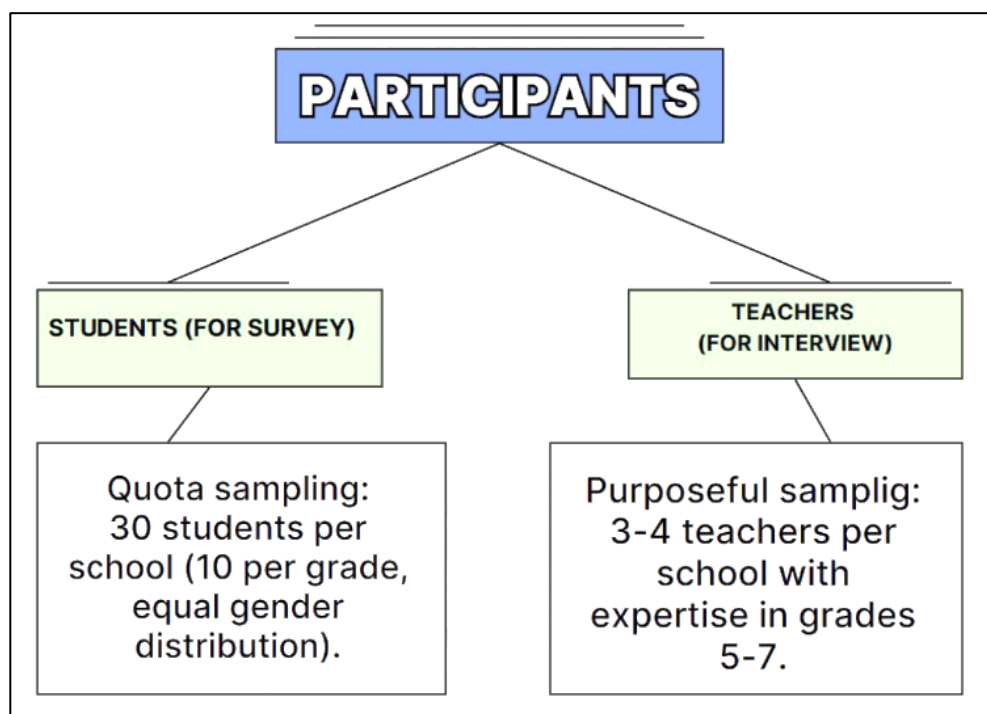 PARTICIPANTS
STUDENTS (FOR SURVEY)
TEACHERS
(FOR INTERVIEW)
Quota sampling:
30 students per
school (10 per grade,
equal gender
distribution).
Purposeful samplig:
3-4 teachers per
school with
expertise in grades
5-7.